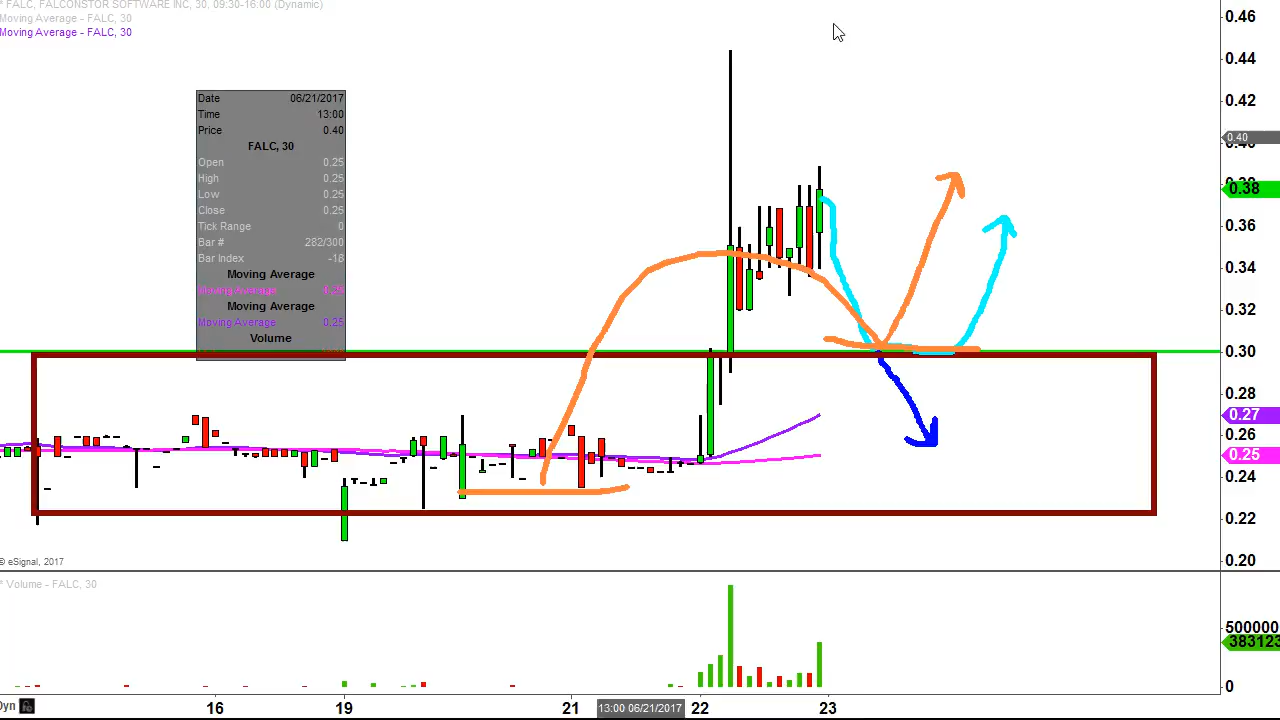 * FALC, FALCONSTOR SOFTWARE INC, 30, 09:30-16:00 (Dynamic)
Moving Average - FALC, 30
Moving Average - FALC, 30
Date 06/21/2017
Time 13:00
Price 0.40
FALC, 30
Open 0.25
High 0.25
Low 0.25
Close 0.25
Tick Range 0
Bar # 282/300
Bar Index -18
Moving Average
Moving Average 0.25
Moving Average
Moving Average 0.25
Volume
0.46
0.44
0.42
0.40
0.40
0.38
0.36
0.34
0.32
0.30
0.28
0.27
0.26
0.25
0.24
0.22
0.20
© eSignal, 2017
* Volume - FALC, 30
500000
383123
0
Dyn
16 19 21 13:00 06/21/2017 22 23